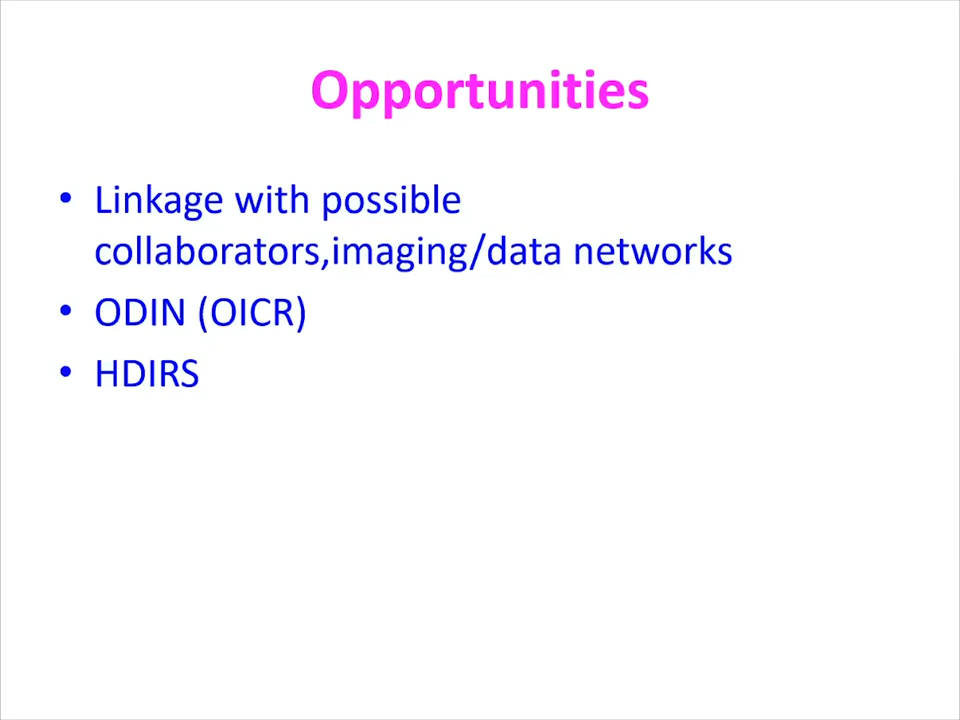 Opportunities
• Linkage with possible
collaborators,imaging/data networks
• ODIN (OICR)
• HDIRS